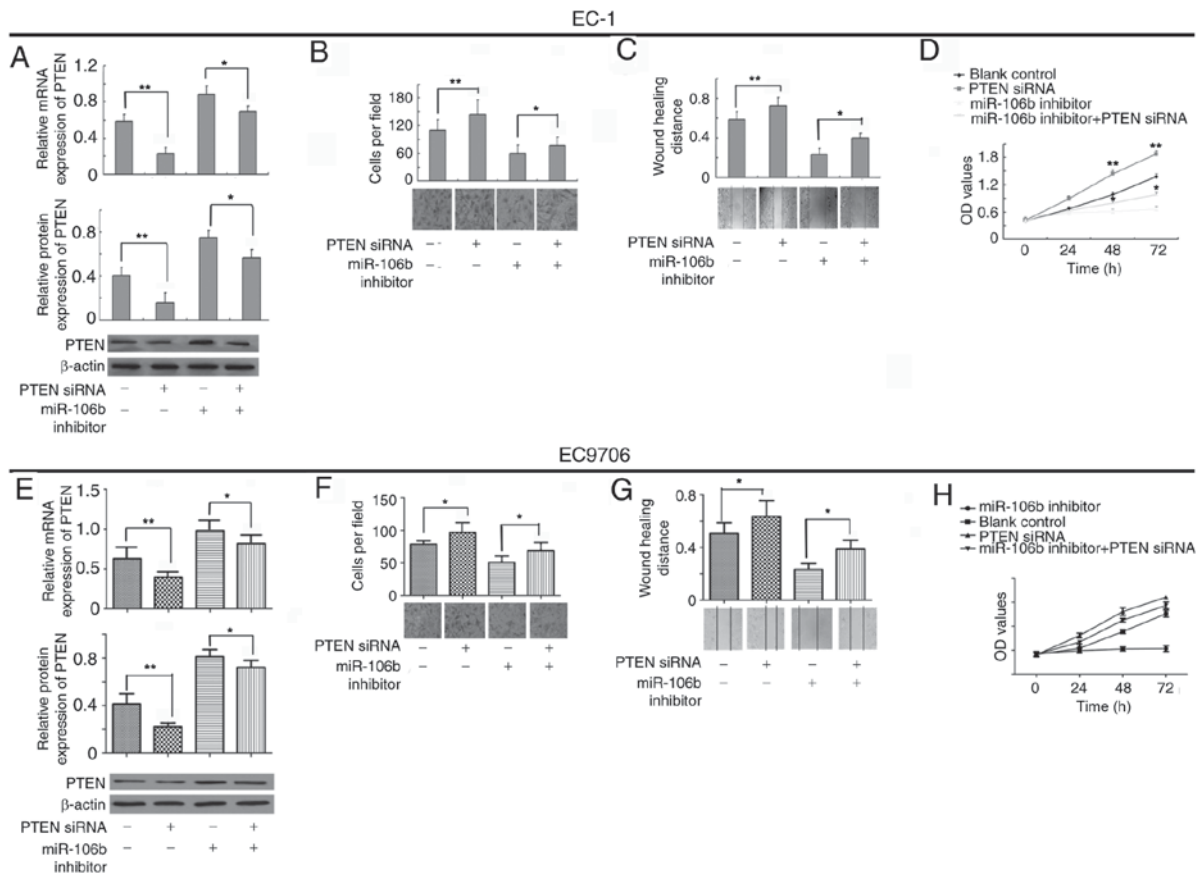 EC-1
A
1.2
0.8
0.4
0
Relative mRNA
expression of PTEN
**
*
0.8
0.4
0
Relative protein
expression of PTEN
**
*
PTEN
β-actin
PTEN siRNA − + − +
miR-106b − − + +
inhibitor
B
180
120
60
0
Cells per field
**
*
PTEN siRNA − + − +
miR-106b − − + +
inhibitor
C
0.8
0.4
0
Wound healing
distance
**
*
PTEN siRNA − + − +
miR-106b − − + +
inhibitor
D
Blank control
PTEN siRNA
miR-106b inhibitor
miR-106b inhibitor+PTEN siRNA
1.8
1.2
0.6
0
OD values
**
**
*
*
0 24 48 72
Time (h)
EC9706
E
1.5
1.0
0.5
0
Relative mRNA
expression of PTEN
**
*
0.8
0.4
0
Relative protein
expression of PTEN
**
*
PTEN
β-actin
PTEN siRNA − + − +
miR-106b − − + +
inhibitor
F
150
100
50
0
Cells per field
*
*
PTEN siRNA − + − +
miR-106b − − + +
inhibitor
G
0.8
0.4
0
Wound healing
distance
*
*
PTEN siRNA − + − +
miR-106b − − + +
inhibitor
H
miR-106b inhibitor
Blank control
PTEN siRNA
miR-106b inhibitor+PTEN siRNA
OD values
0 24 48 72
Time (h)